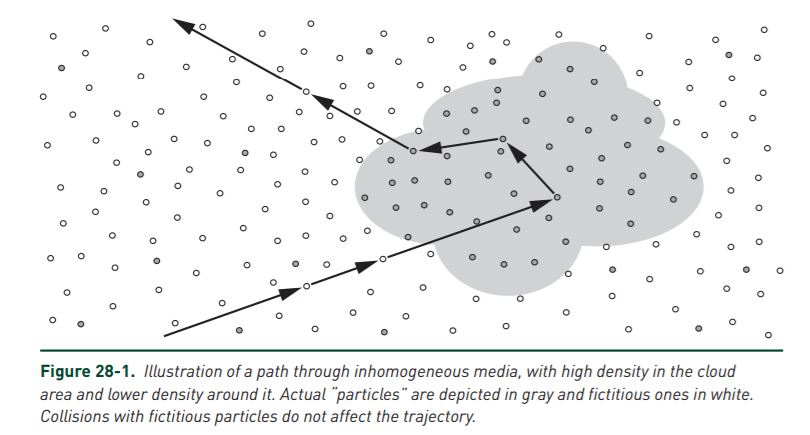 Figure 28-1. Illustration of a path through inhomogeneous media, with high density in the cloud
area and lower density around it. Actual “particles” are depicted in gray and fictitious ones in white.
Collisions with fictitious particles do not affect the trajectory.